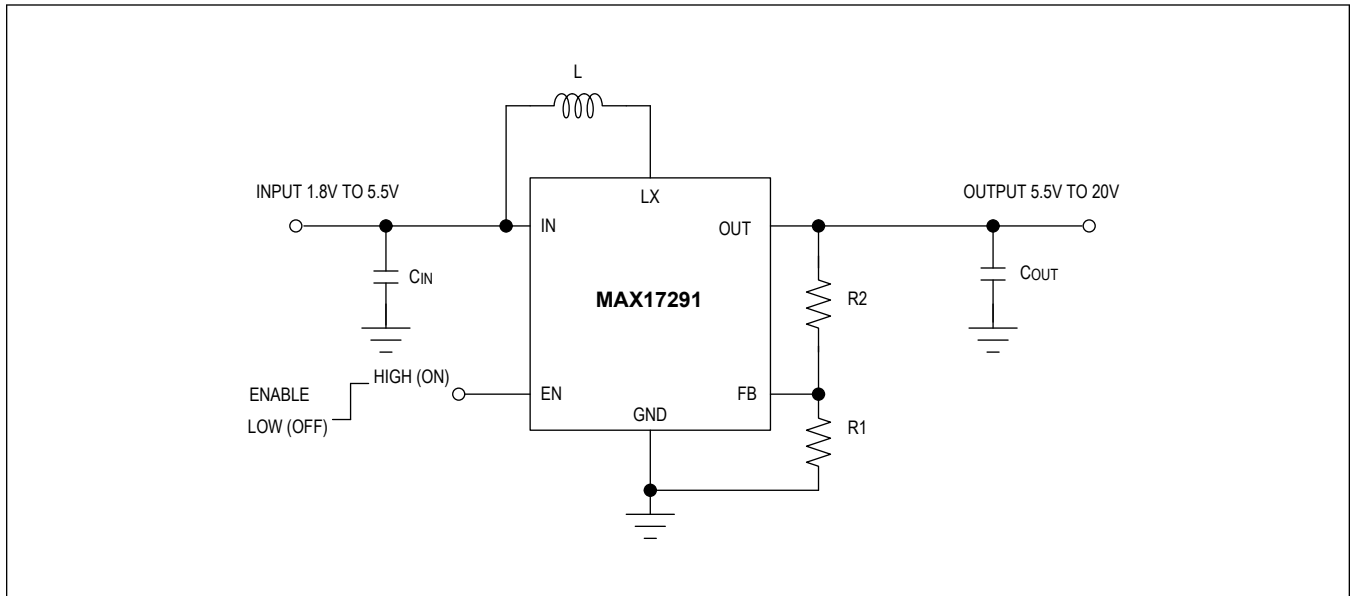 L
INPUT 1.8V TO 5.5V
LX
OUTPUT 5.5V TO 20V
IN
OUT
CIN
MAX17291
R2
COUT
ENABLE
HIGH (ON)
LOW (OFF)
EN
FB
GND
R1